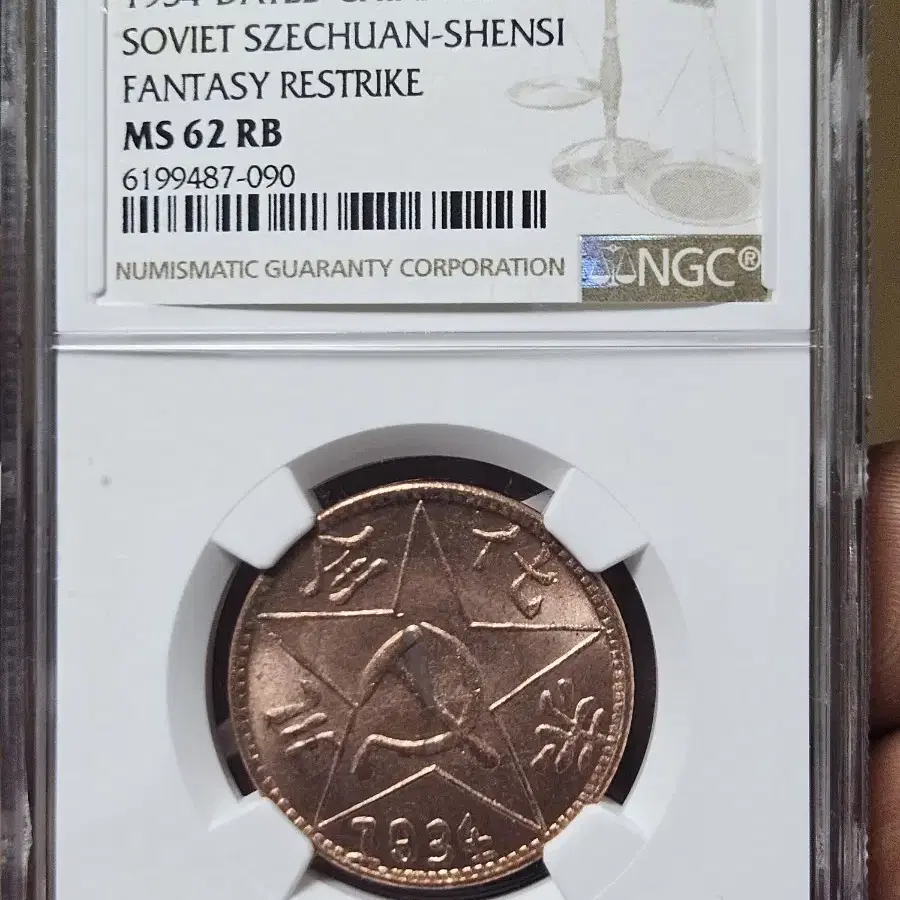 SOVIET SZECHUAN-SHENSI
FANTASY RESTRIKE
MS 62 RB
6199487-090
NUMISMATIC GUARANTY CORPORATION
NGC®
1934